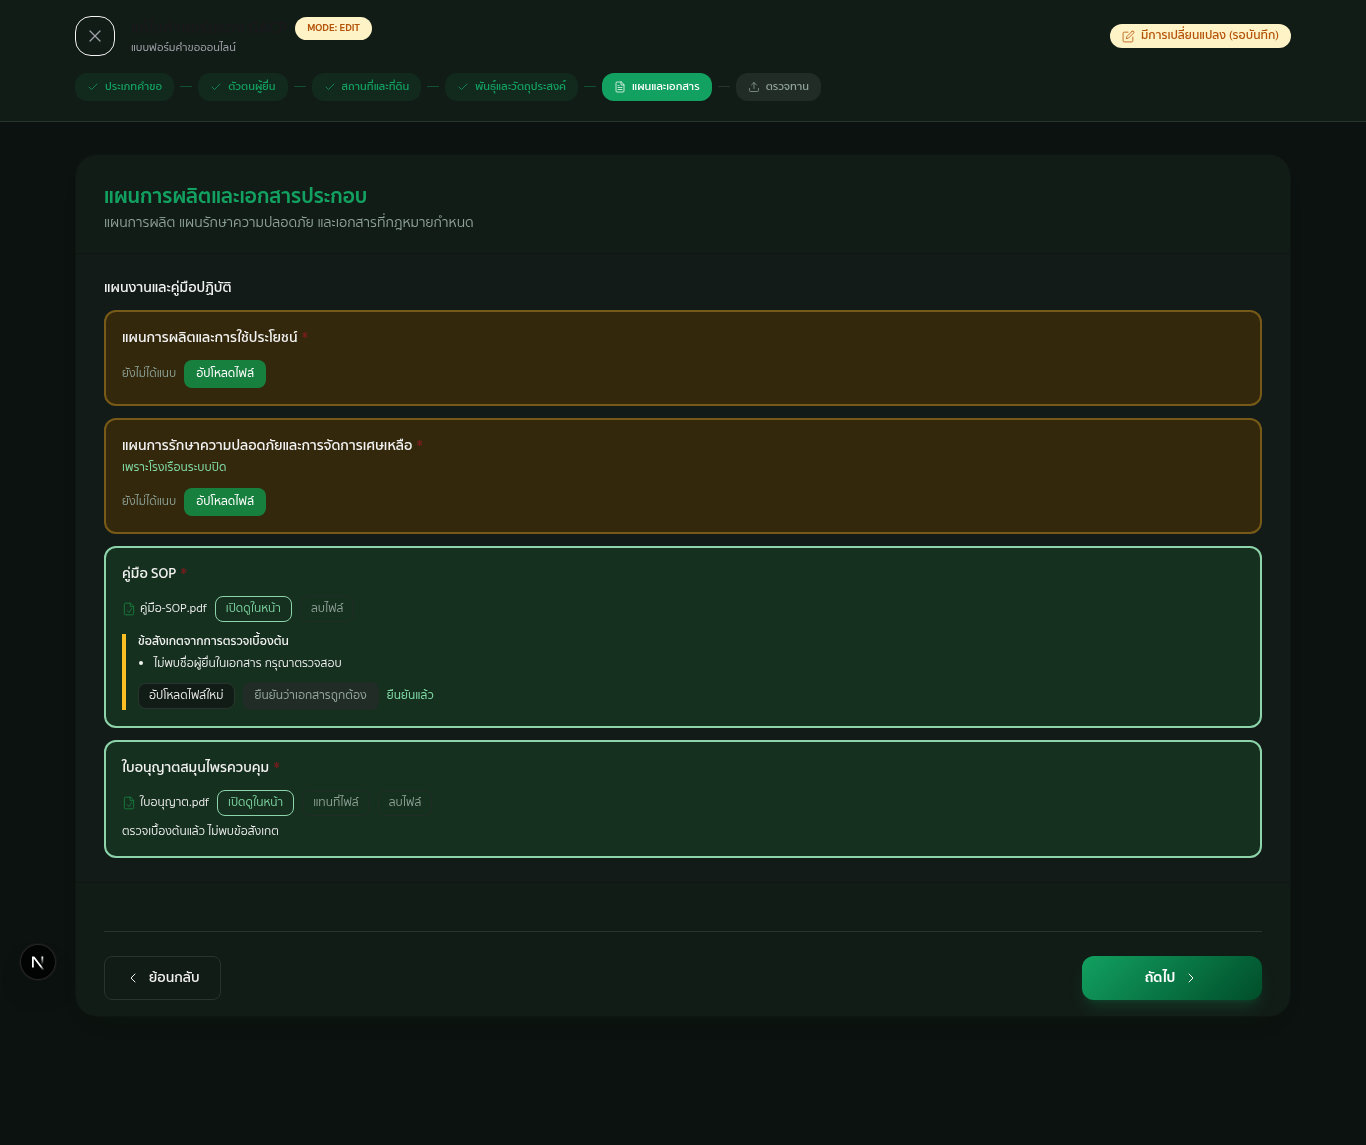 MODE: EDIT
แบบฟอร์มคำขอออนไลน์
มีการเปลี่ยนแปลง (รอบันทึก)
ประเภทคำขอ
ตัวตนผู้ยื่น
สถานที่และที่ดิน
พันธุ์และวัตถุประสงค์
แผนและเอกสาร
ตรวจทาน
แผนการผลิตและเอกสารประกอบ
แผนการผลิต แผนรักษาความปลอดภัย และเอกสารที่กฎหมายกำหนด
แผนงานและคู่มือปฏิบัติ
แผนการผลิตและการใช้ประโยชน์ *
ยังไม่ได้แนบ อัปโหลดไฟล์
แผนการรักษาความปลอดภัยและการจัดการเศษเหลือ *
เพราะโรงเรือนระบบปิด
ยังไม่ได้แนบ อัปโหลดไฟล์
คู่มือ SOP *
คู่มือ-SOP.pdf เปิดดูในหน้า ลบไฟล์
ข้อสังเกตจากการตรวจเบื้องต้น
• ไม่พบชื่อผู้ยื่นในเอกสาร กรุณาตรวจสอบ
อัปโหลดไฟล์ใหม่ ยืนยันว่าเอกสารถูกต้อง ยืนยันแล้ว
ใบอนุญาตสมุนไพรควบคุม *
ใบอนุญาต.pdf เปิดดูในหน้า แทนที่ไฟล์ ลบไฟล์
ตรวจเบื้องต้นแล้ว ไม่พบข้อสังเกต
N
ย้อนกลับ
ถัดไป